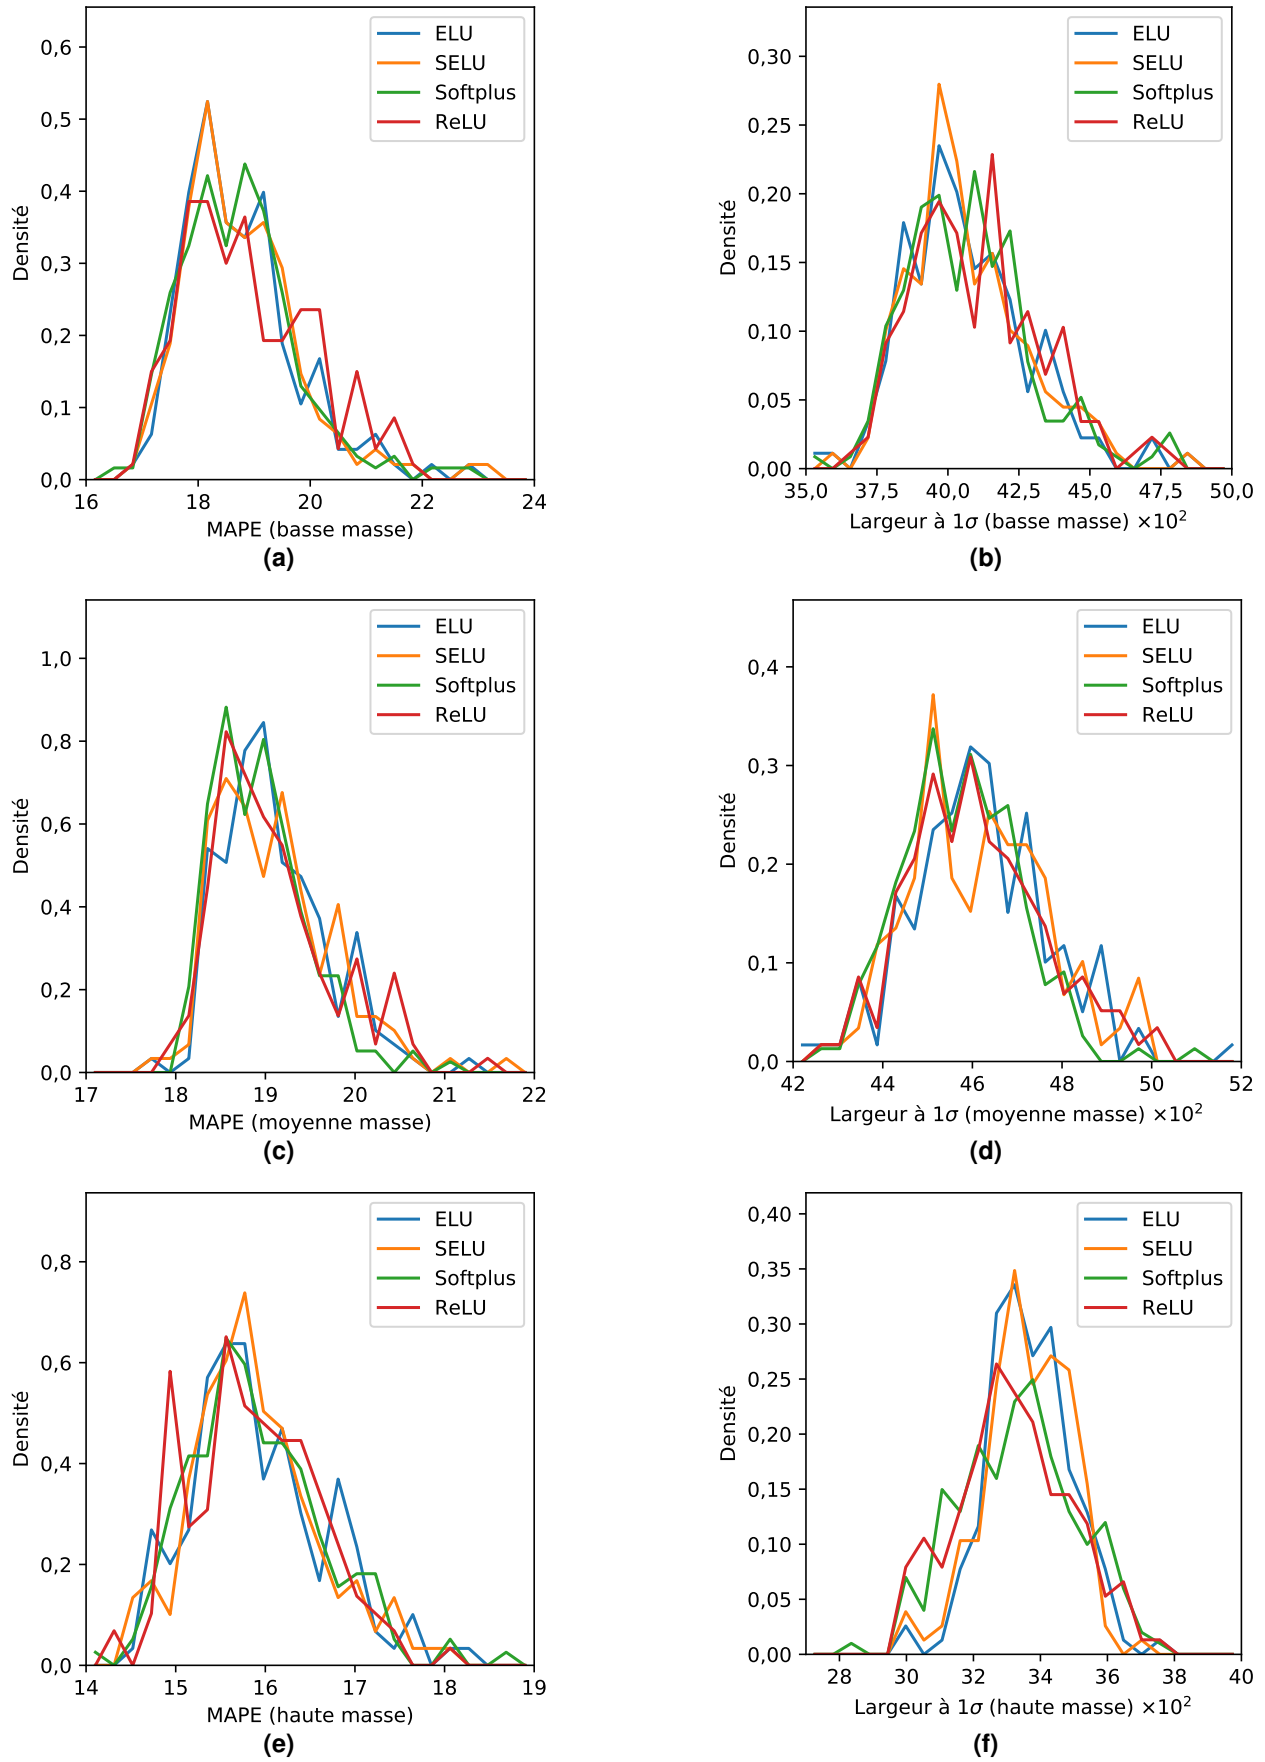 ELU
SELU
Softplus
ReLU
0,6
0,5
0,4
0,3
0,2
0,1
0,0
Densité
16 18 20 22 24
MAPE (basse masse)
(a)
ELU
SELU
Softplus
ReLU
0,30
0,25
0,20
0,15
0,10
0,05
0,00
Densité
35,0 37,5 40,0 42,5 45,0 47,5 50,0
Largeur à 1σ (basse masse) ×10²
(b)
ELU
SELU
Softplus
ReLU
1,0
0,8
0,6
0,4
0,2
0,0
Densité
17 18 19 20 21 22
MAPE (moyenne masse)
(c)
ELU
SELU
Softplus
ReLU
0,4
0,3
0,2
0,1
0,0
Densité
42 44 46 48 50 52
Largeur à 1σ (moyenne masse) ×10²
(d)
ELU
SELU
Softplus
ReLU
0,8
0,6
0,4
0,2
0,0
Densité
14 15 16 17 18 19
MAPE (haute masse)
(e)
ELU
SELU
Softplus
ReLU
0,40
0,35
0,30
0,25
0,20
0,15
0,10
0,05
0,00
Densité
28 30 32 34 36 38 40
Largeur à 1σ (haute masse) ×10²
(f)